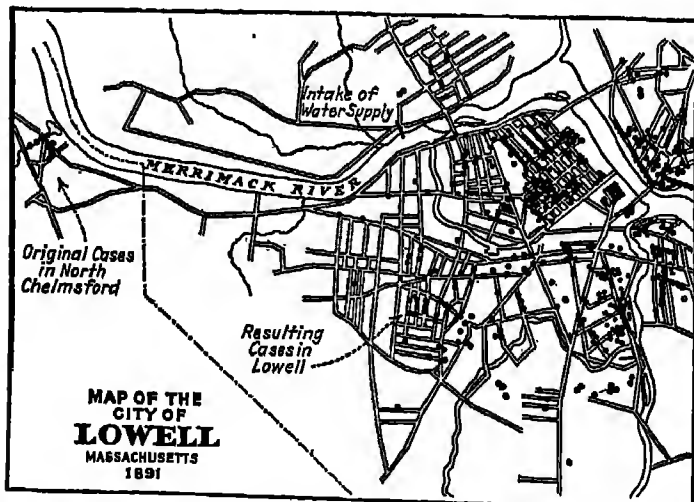 Intake of
Water Supply
MERRIMACK RIVER
Original Cases
in North
Chelmsford
Resulting
Cases in
Lowell
MAP OF THE
CITY OF
LOWELL
MASSACHUSETTS
1891